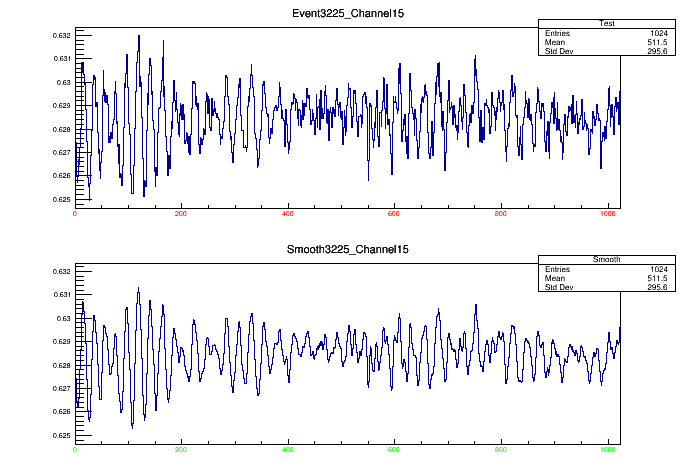 Event3225_Channel15
Test
Entries 1024
Mean 511.5
Std Dev 295.6
0.632
0.631
0.63
0.629
0.628
0.627
0.626
0.625
0 200 400 600 800 1000
Smooth3225_Channel15
Smooth
Entries 1024
Mean 511.5
Std Dev 295.6
0.632
0.631
0.63
0.629
0.628
0.627
0.626
0.625
0 200 400 600 800 1000